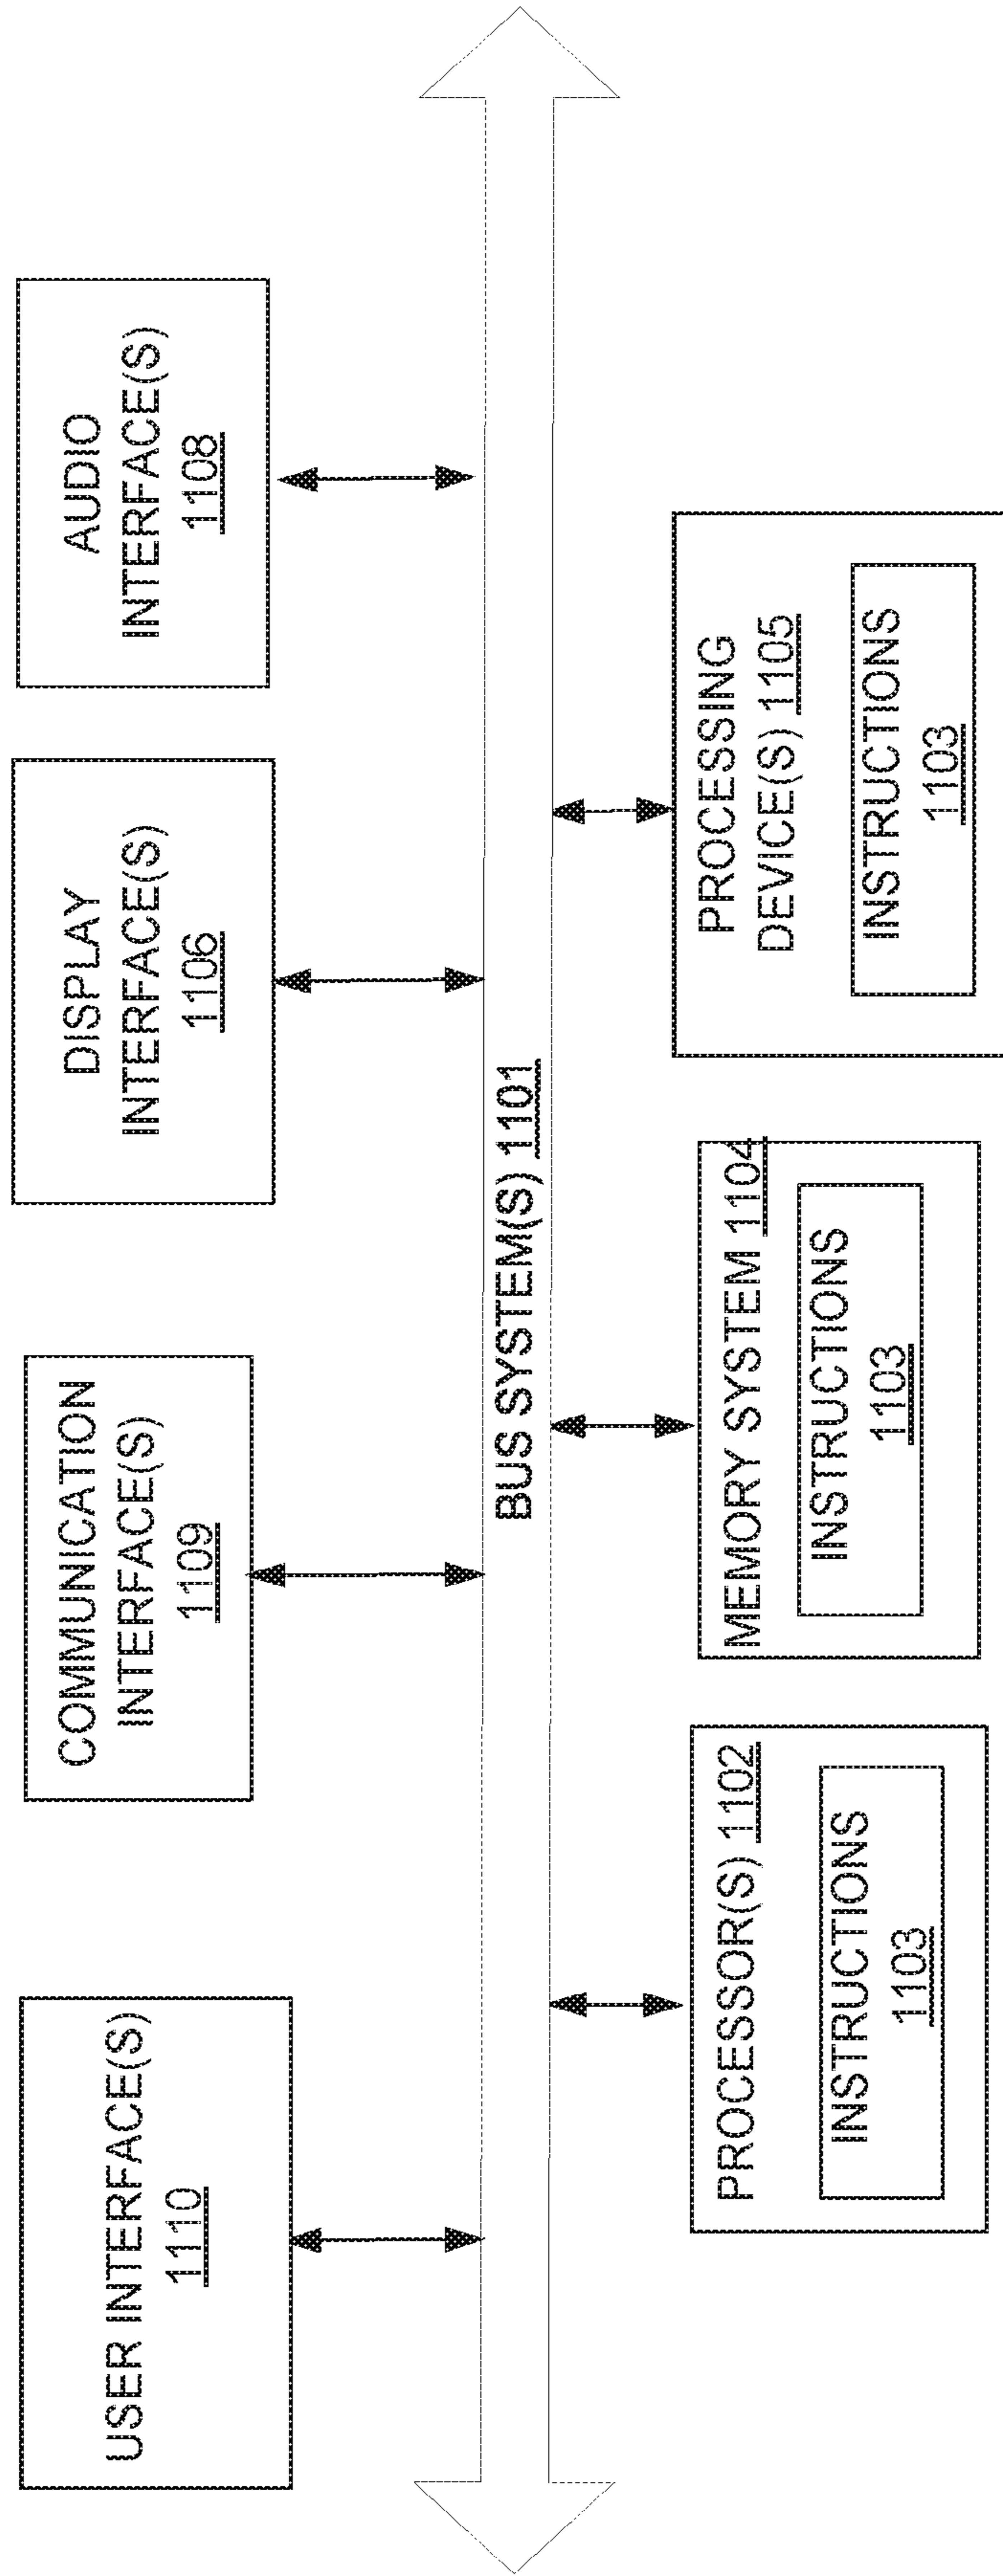 USER INTERFACE(S)
1110
COMMUNICATION
INTERFACE(S)
1109
DISPLAY
INTERFACE(S)
1106
AUDIO
INTERFACE(S)
1108
BUS SYSTEM(S) 1101
PROCESSOR(S) 1102
INSTRUCTIONS
1103
MEMORY SYSTEM 1104
INSTRUCTIONS
1103
PROCESSING
DEVICE(S) 1105
INSTRUCTIONS
1103